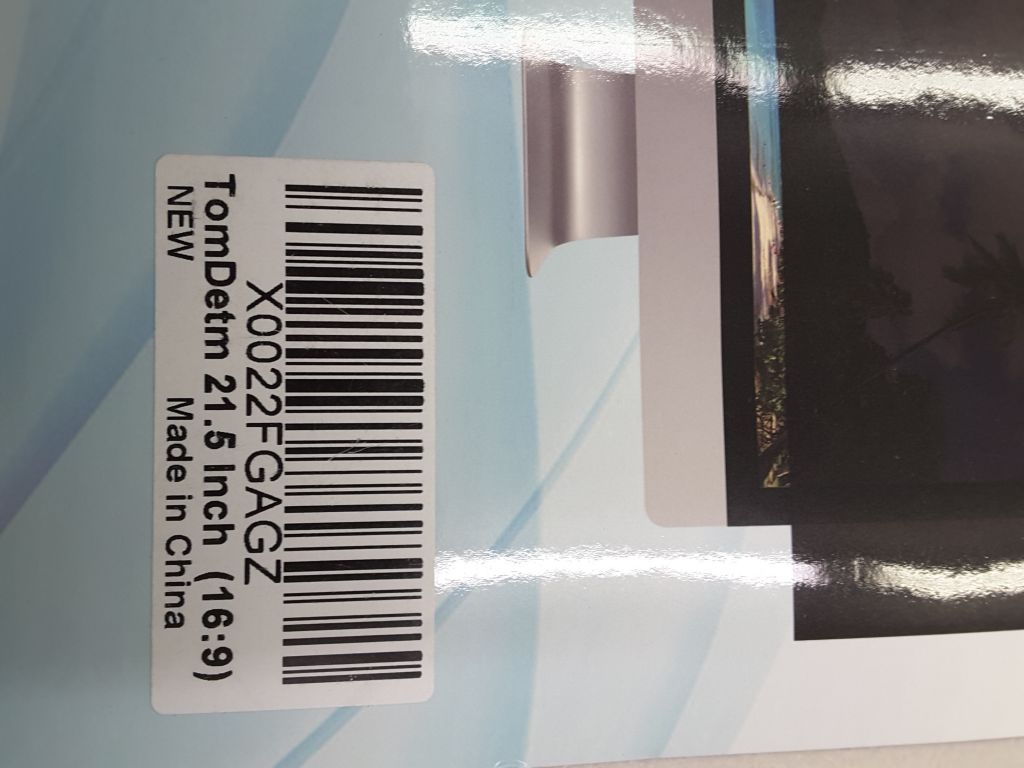 X0022FGAGZ
TomDetm 21.5 Inch (16:9)
NEW Made in China